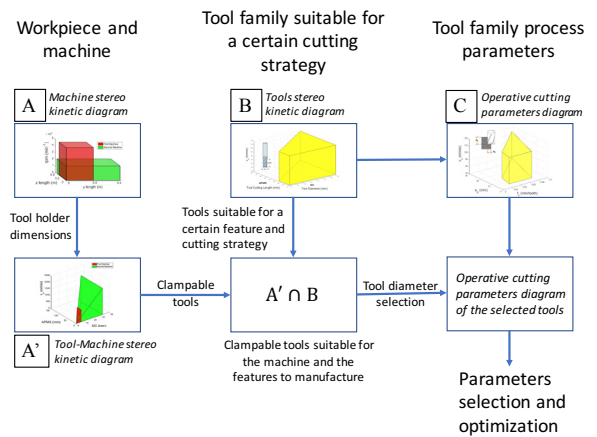 Workpiece and
machine
Tool family suitable for
a certain cutting
strategy
Tool family process
parameters
A
Machine stereo
kinetic diagram
B
Tools stereo
kinetic diagram
C
Operative cutting
parameters diagram
Tool holder
dimensions
Tools suitable for a
certain feature and
cutting strategy
Clampable
tools
A′ ∩ B
Tool diameter
selection
Operative cutting
parameters diagram
of the selected tools
A’
Tool-Machine stereo
kinetic diagram
Clampable tools suitable for
the machine and the
features to manufacture
Parameters
selection and
optimization